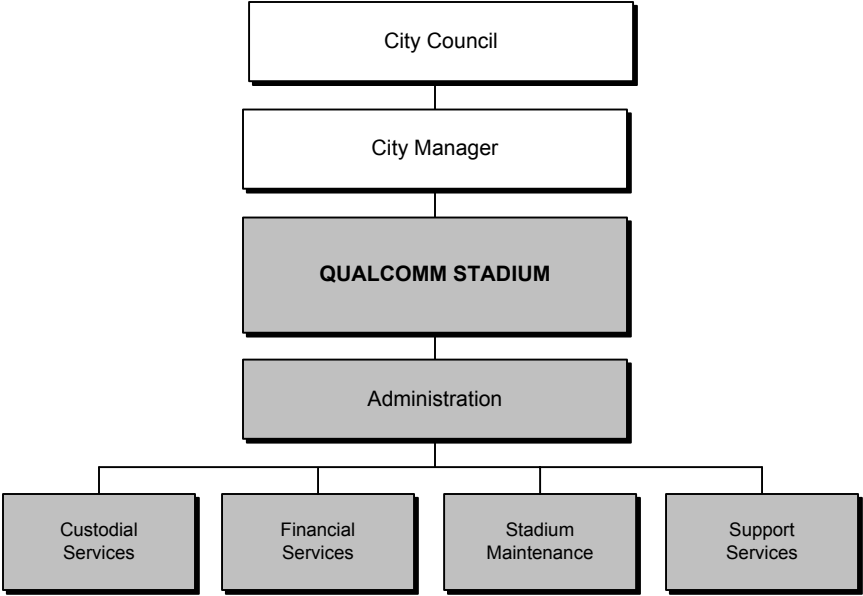 City Council
City Manager
QUALCOMM STADIUM
Administration
Custodial
Services
Financial
Services
Stadium
Maintenance
Support
Services